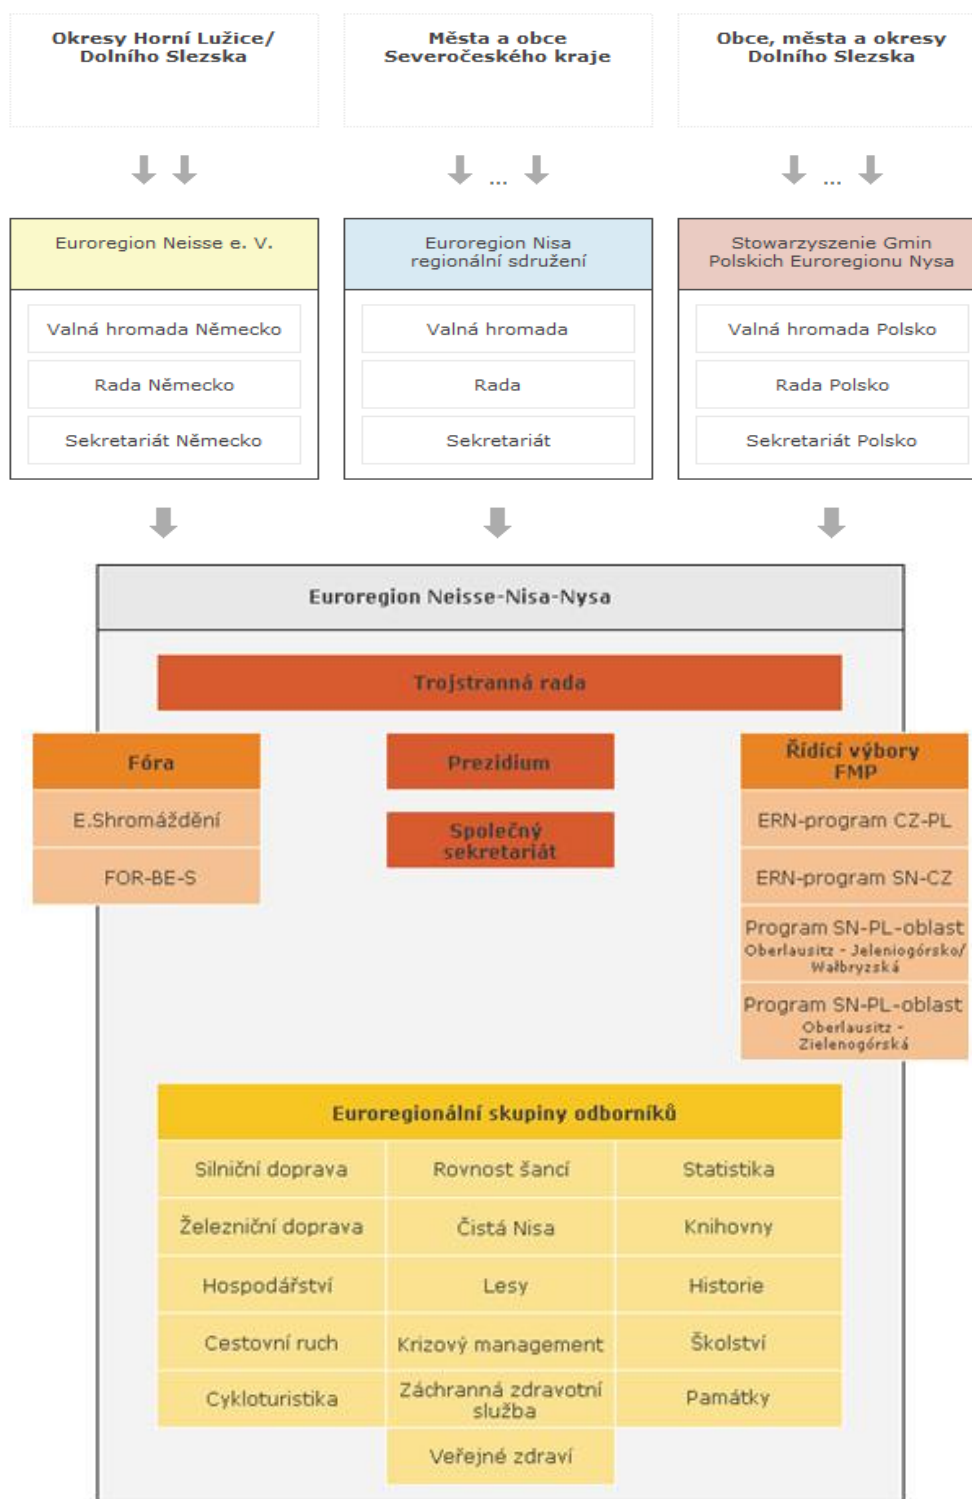 Okresy Horní Lužice/
Dolního Slezska
Města a obce
Severočeského kraje
Obce, města a okresy
Dolního Slezska
...
...
Euroregion Neisse e. V.
Valná hromada Německo
Rada Německo
Sekretariát Německo
Euroregion Nisa
regionální sdružení
Valná hromada
Rada
Sekretariát
Stowarzyszenie Gmin
Polskich Euroregionu Nysa
Valná hromada Polsko
Rada Polsko
Sekretariát Polsko
Euroregion Neisse-Nisa-Nysa
Trojstranná rada
Fóra
E.Shromáždění
FOR-BE-S
Prezidium
Společný
sekretariát
Řídící výbory
FMP
ERN-program CZ-PL
ERN-program SN-CZ
Program SN-PL-oblast
Oberlausitz - Jeleniogórsko/
Wałbryzská
Program SN-PL-oblast
Oberlausitz -
Zielenogórská
Euroregionální skupiny odborníků
Silniční doprava
Železniční doprava
Hospodářství
Cestovní ruch
Cykloturistika
Rovnost šancí
Čistá Nisa
Lesy
Krizový management
Záchranná zdravotní
služba
Veřejné zdraví
Statistika
Knihovny
Historie
Školství
Památky